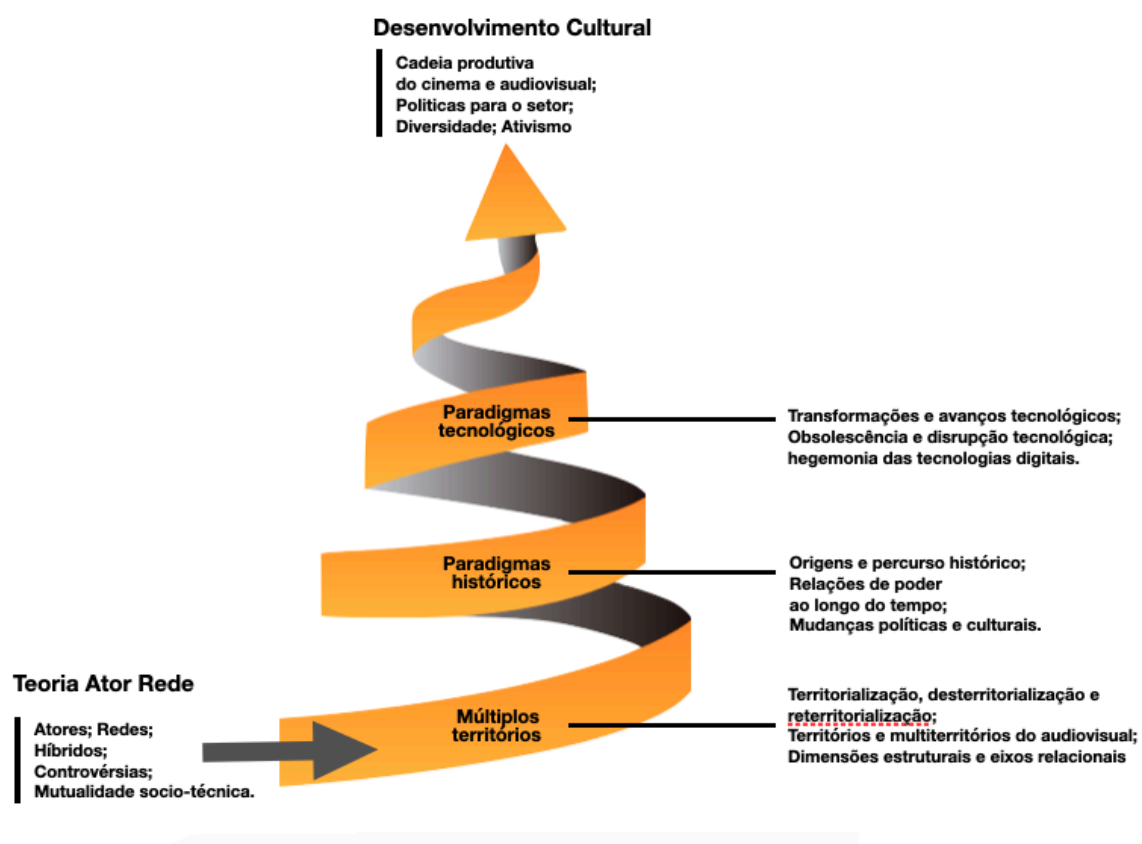 Desenvolvimento Cultural
Cadeia produtiva
do cinema e audiovisual;
Politicas para o setor;
Diversidade; Ativismo
Paradigmas
tecnológicos
Transformações e avanços tecnológicos;
Obsolescência e disrupção tecnológica;
hegemonia das tecnologias digitais.
Paradigmas
históricos
Origens e percurso histórico;
Relações de poder
ao longo do tempo;
Mudanças políticas e culturais.
Teoria Ator Rede
Atores; Redes;
Híbridos;
Controvérsias;
Mutualidade socio-técnica.
Múltiplos
territórios
Territorialização, desterritorialização e
reterritorialização;
Territórios e multiterritórios do audiovisual;
Dimensões estruturais e eixos relacionais